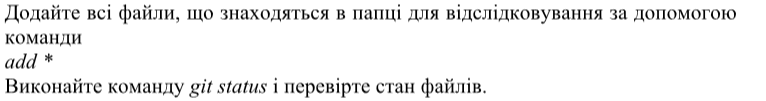 Додайте всі файли, що знаходяться в папці для відслідковування за допомогою
команди
add *
Виконайте команду git status і перевірте стан файлів.